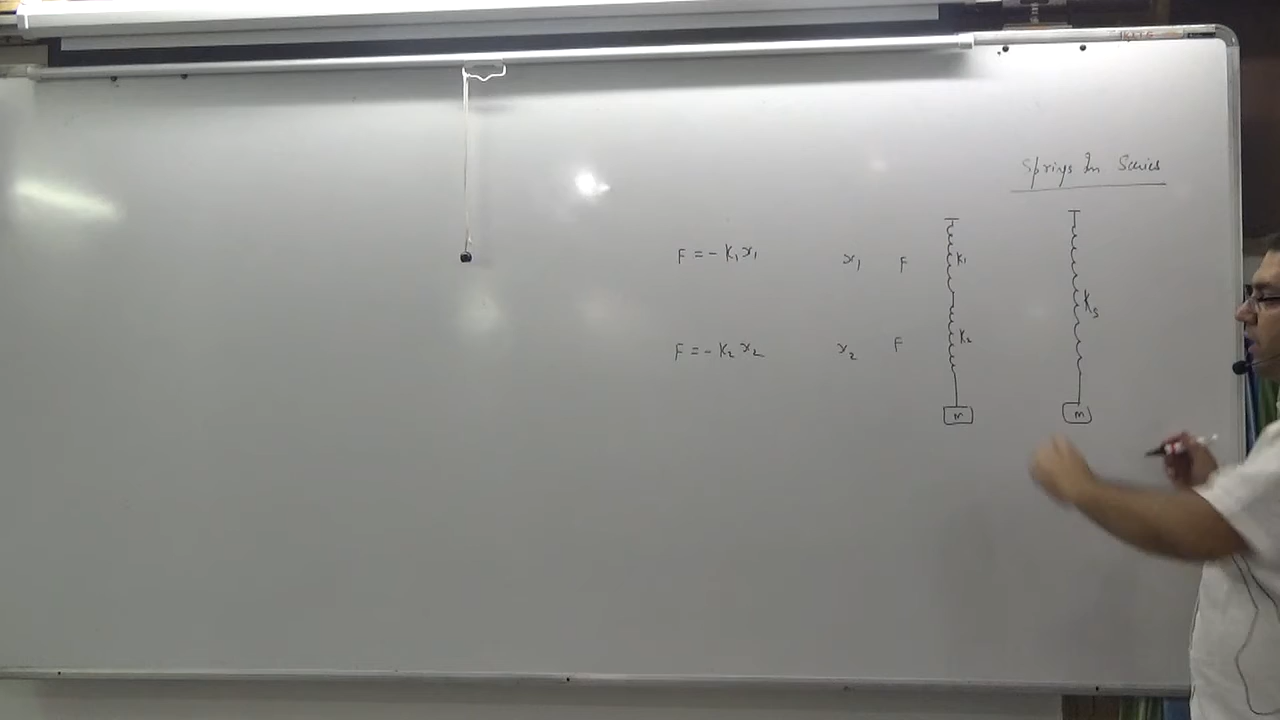 Springs In Series
F = - K₁x₁ x₁ F K₁
Kₛ
F = - K₂x₂ x₂ F K₂
m m